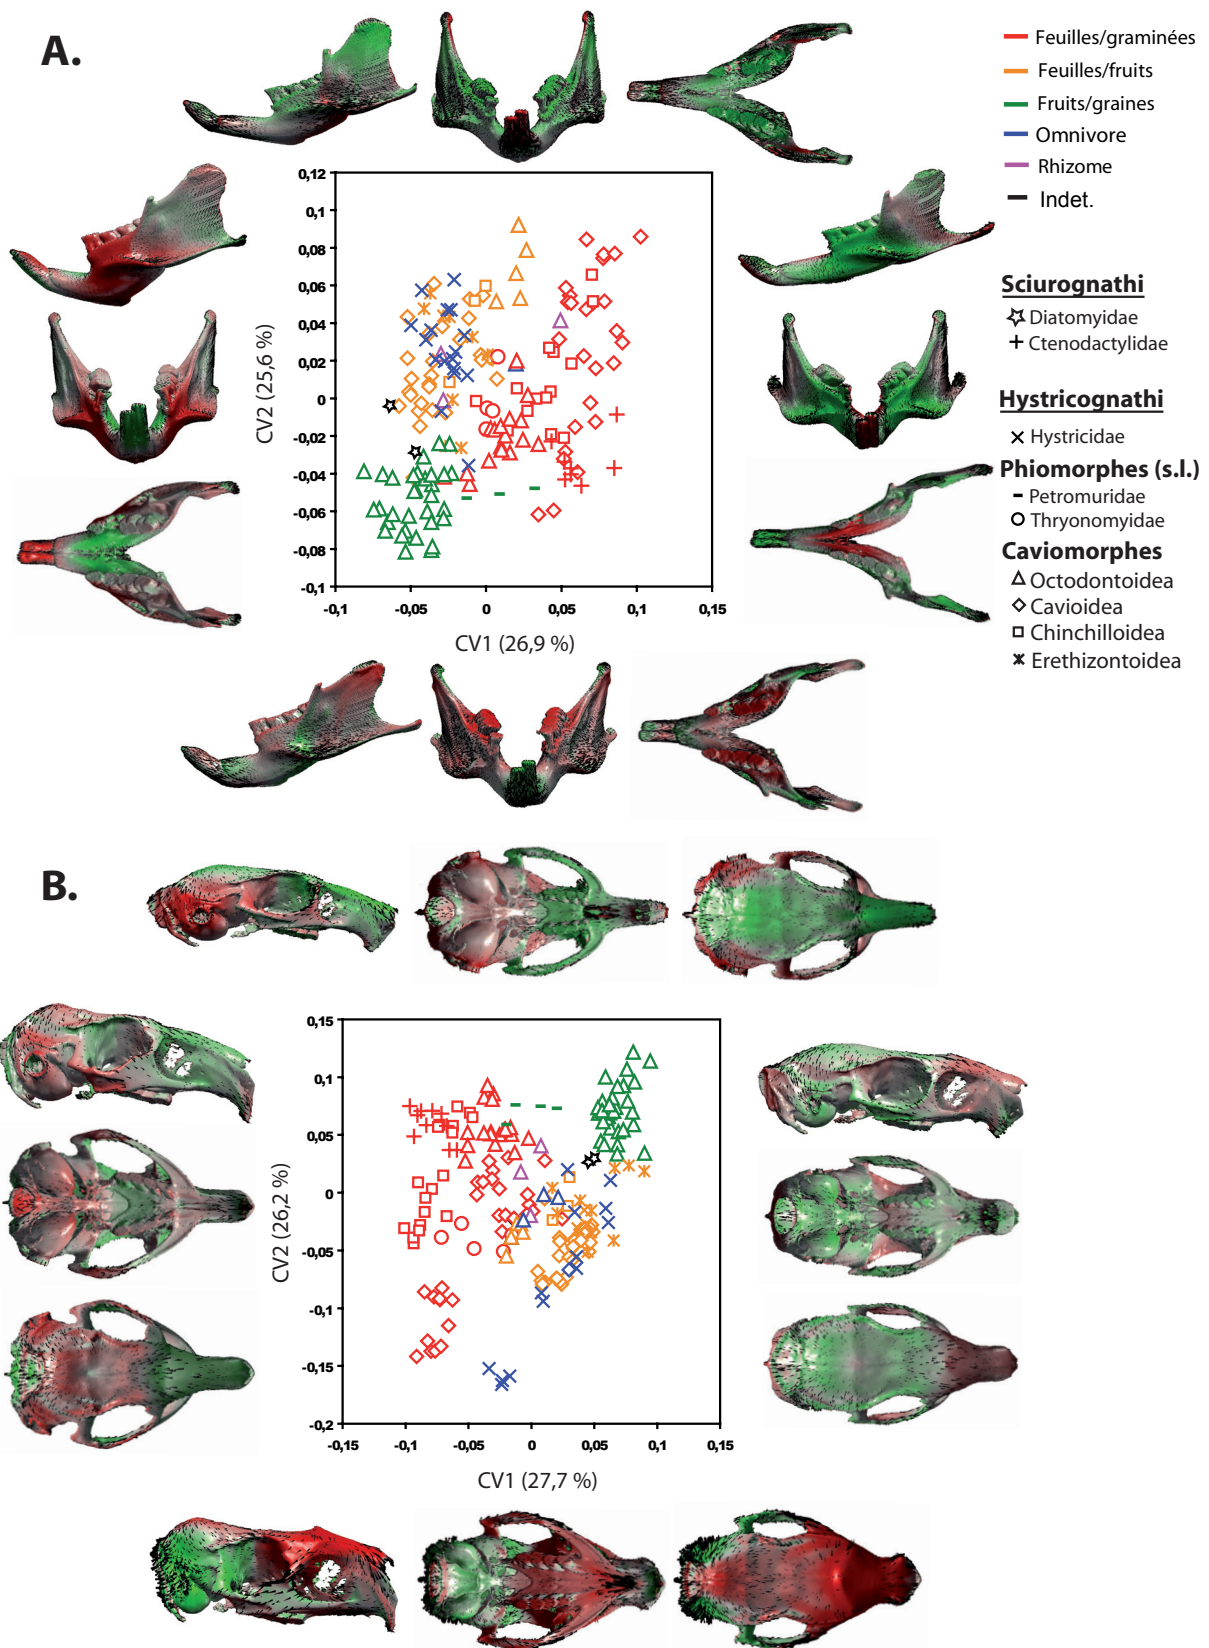 A.
Feuilles/graminées
Feuilles/fruits
Fruits/graines
Omnivore
Rhizome
Indet.
Sciurognathi
Diatomyidae
Ctenodactylidae
Hystricognathi
Hystricidae
Phiomorphes (s.l.)
Petromuridae
Thryonomyidae
Caviomorphes
Octodontoidea
Cavioidea
Chinchilloidea
Erethizontoidea
CV2 (25,6 %)
0,12
0,1
0,08
0,06
0,04
0,02
0
-0,02
-0,04
-0,06
-0,08
-0,1
-0,1 -0,05 0 0,05 0,1 0,15
CV1 (26,9 %)
B.
CV2 (26,2 %)
0,15
0,1
0,05
0
-0,05
-0,1
-0,15
-0,2
-0,15 -0,1 -0,05 0 0,05 0,1 0,15
CV1 (27,7 %)